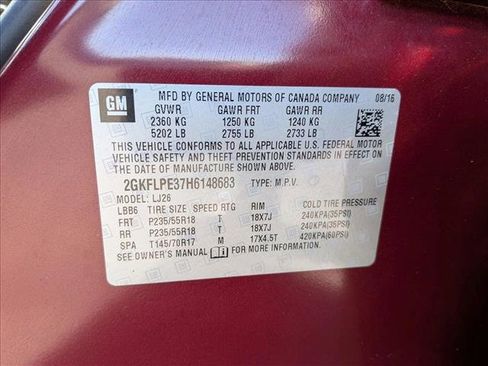 GM
MFD BY GENERAL MOTORS OF CANADA COMPANY 08/16
GVWR GAWR FRT GAWR RR
2360 KG 1250 KG 1240 KG
5202 LB 2755 LB 2733 LB
THIS VEHICLE CONFORMS TO ALL APPLICABLE U.S. FEDERAL MOTOR VEHICLE
SAFETY AND THEFT PREVENTION STANDARDS IN EFFECT ON
THE DATE OF MANUFACTURE SHOWN ABOVE.
2GKFLPE37H6148683 TYPE: M.P.V.
MODEL: LJ26
LBB6 TIRE SIZE SPEED RTG RIM COLD TIRE PRESSURE
FRT P235/55R18 T 18X7J 240KPA(35PSI)
RR P235/55R18 T 18X7J 240KPA(35PSI)
SPA T145/70R17 M 17X4.5T 420KPA(60PSI)
SEE OWNER'S MANUAL FOR MORE INFORMATION.